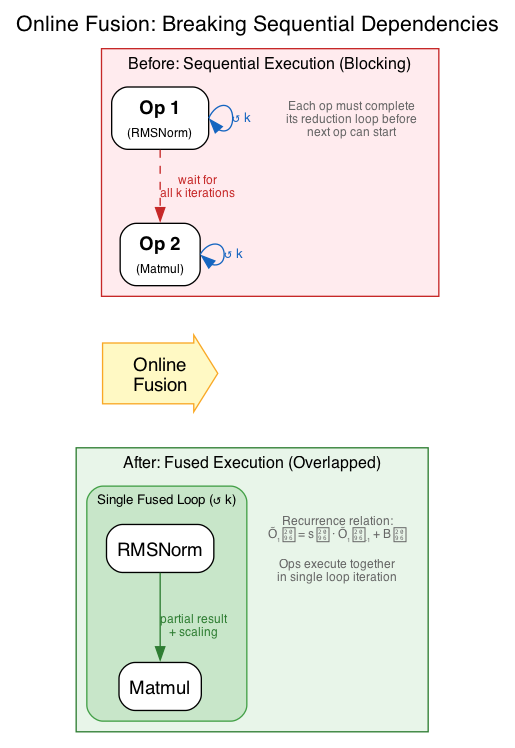 Online Fusion: Breaking Sequential Dependencies
Before: Sequential Execution (Blocking)
Op 1
(RMSNorm)
↺ k
Each op must complete
its reduction loop before
next op can start
wait for
all k iterations
Op 2
(Matmul)
↺ k
Online
Fusion
After: Fused Execution (Overlapped)
Single Fused Loop (↺ k)
RMSNorm
Recurrence relation:
= s · + B
Ops execute together
in single loop iteration
partial result
+ scaling
Matmul